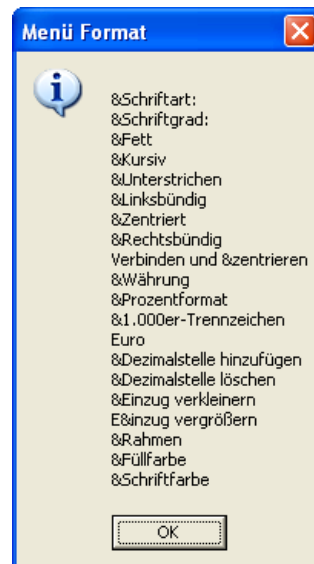 Menü Format
&Schriftart:
&Schriftgrad:
&Fett
&Kursiv
&Unterstrichen
&Linksbündig
&Zentriert
&Rechtsbündig
Verbinden und &zentrieren
&Währung
&Prozentformat
&1.000er-Trennzeichen
Euro
&Dezimalstelle hinzufügen
&Dezimalstelle löschen
&Einzug verkleinern
E&inzug vergrößern
&Rahmen
&Füllfarbe
&Schriftfarbe
OK